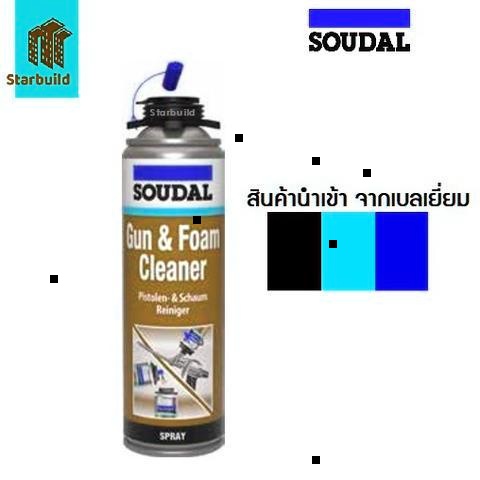 Starbuild
SOUDAL
Starbuild
SOUDAL
Gun & Foam
Cleaner
Pistolen- & Schaum
Reiniger
SPRAY
สินค้านำเข้า จากเบลเยี่ยม